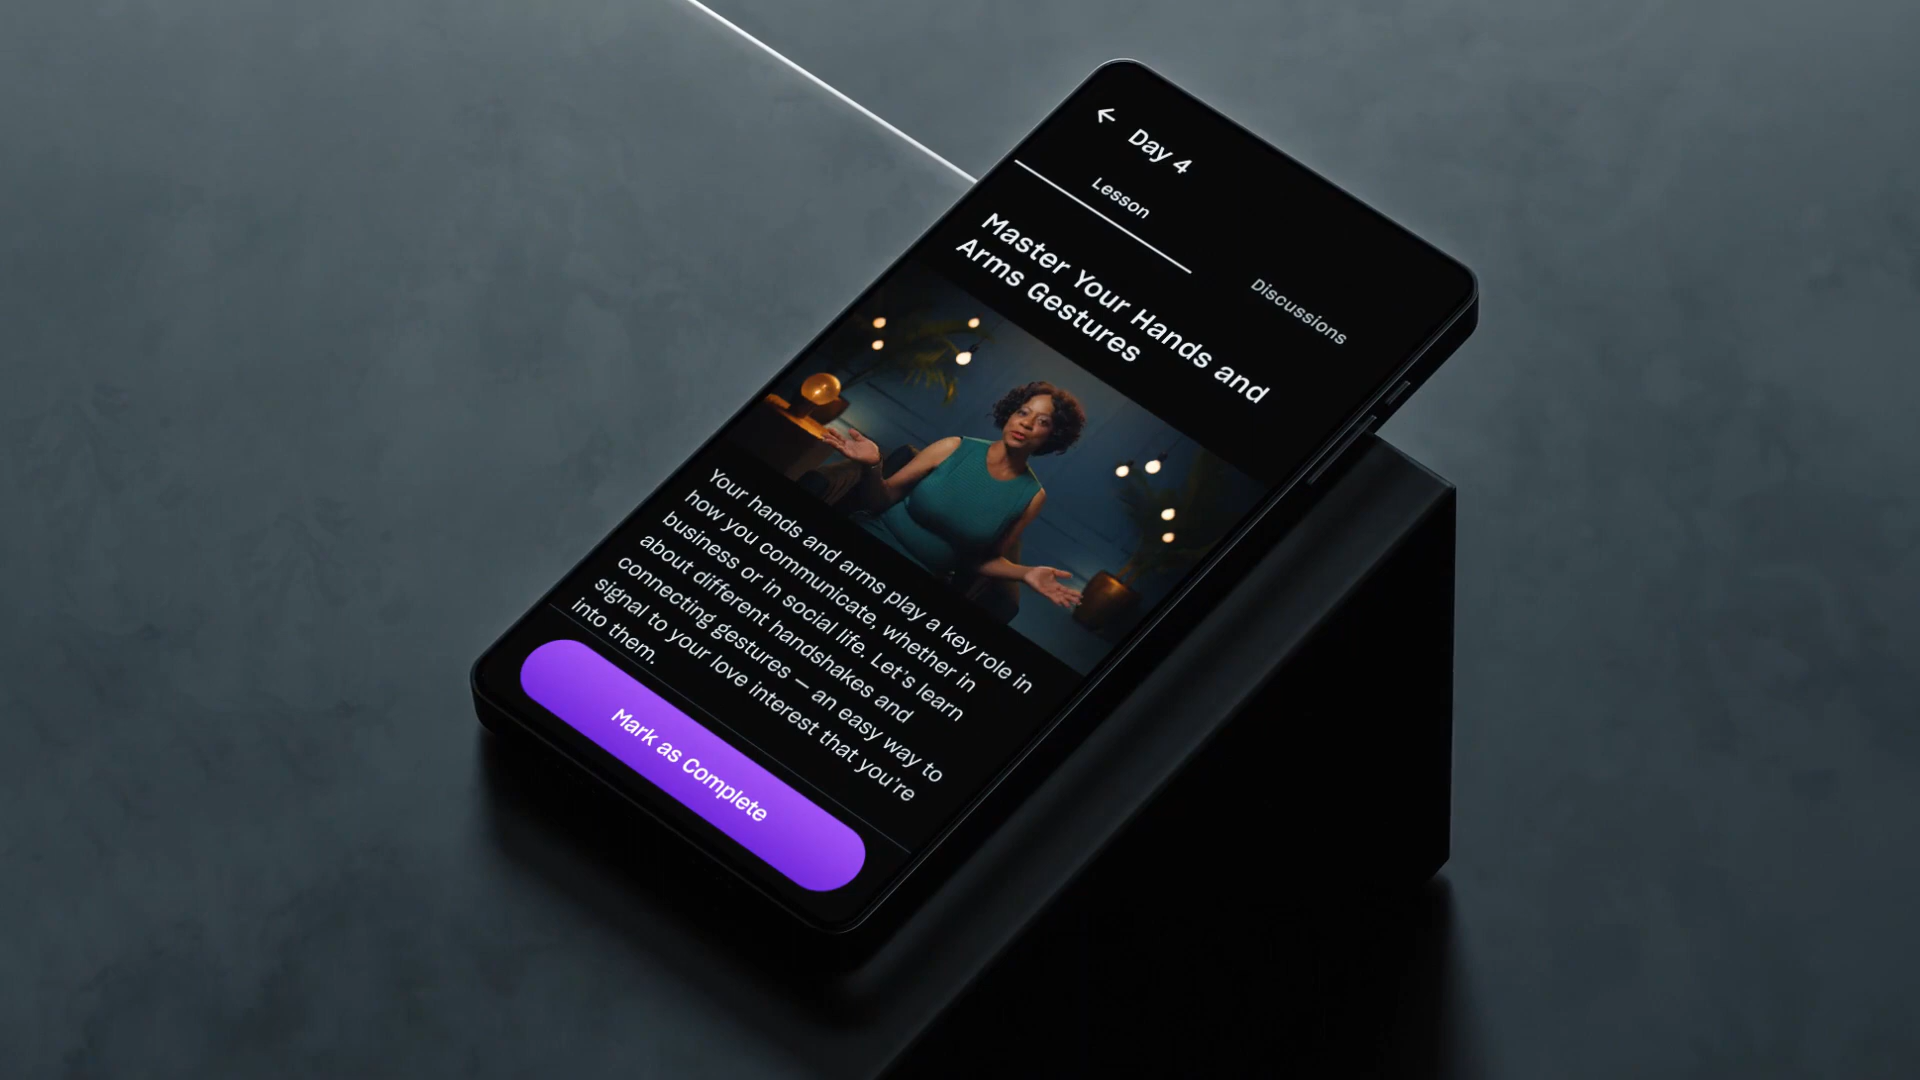 Day 4
Lesson
Discussions
Master Your Hands and
Arms Gestures
Your hands and arms play a key role in
how you communicate, whether in
business or in social life. Let's learn
about different handshakes and
connecting gestures — an easy way to
signal to your love interest that you're
into them.
Mark as Complete